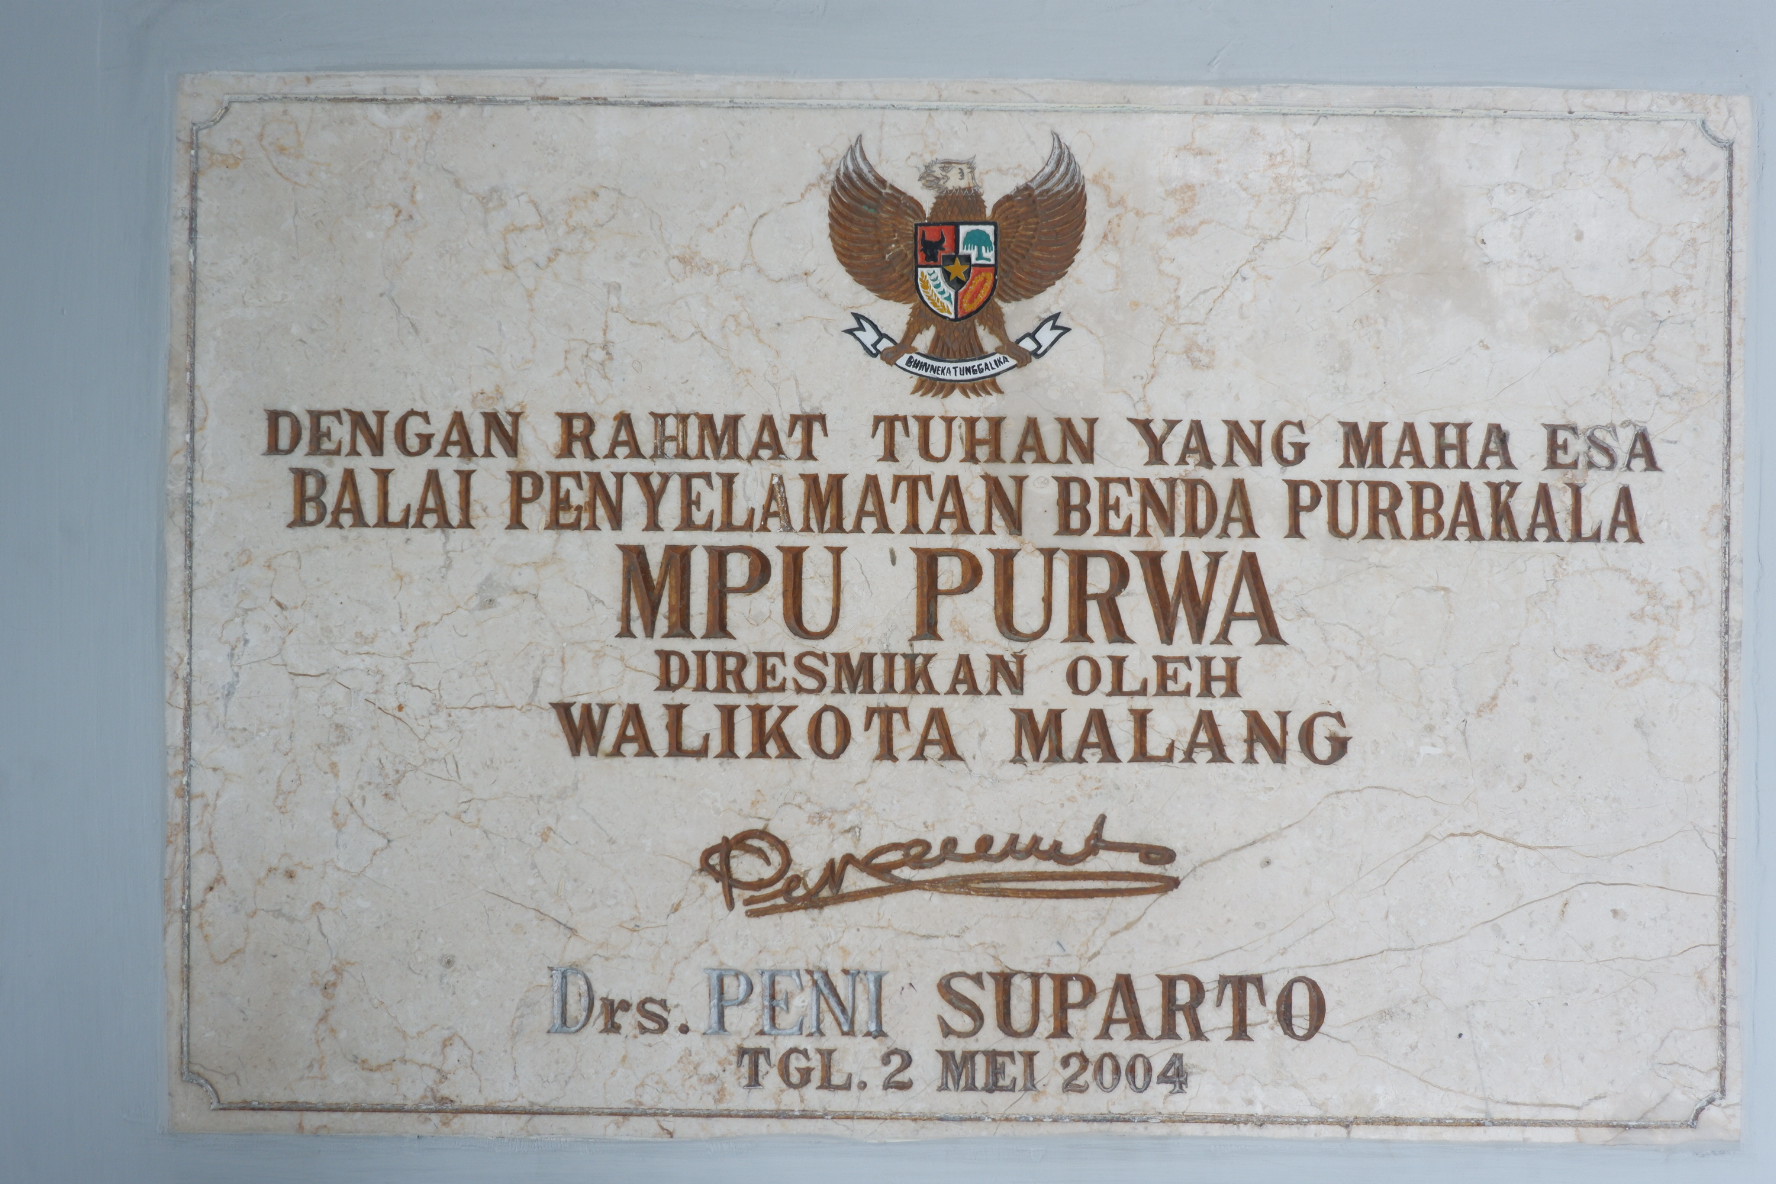 BHINNEKA TUNGGAL IKA
DENGAN RAHMAT TUHAN YANG MAHA ESA
BALAI PENYELAMATAN BENDA PURBAKALA
MPU PURWA
DIRESMIKAN OLEH
WALIKOTA MALANG
Drs. PENI SUPARTO
TGL. 2 MEI 2004